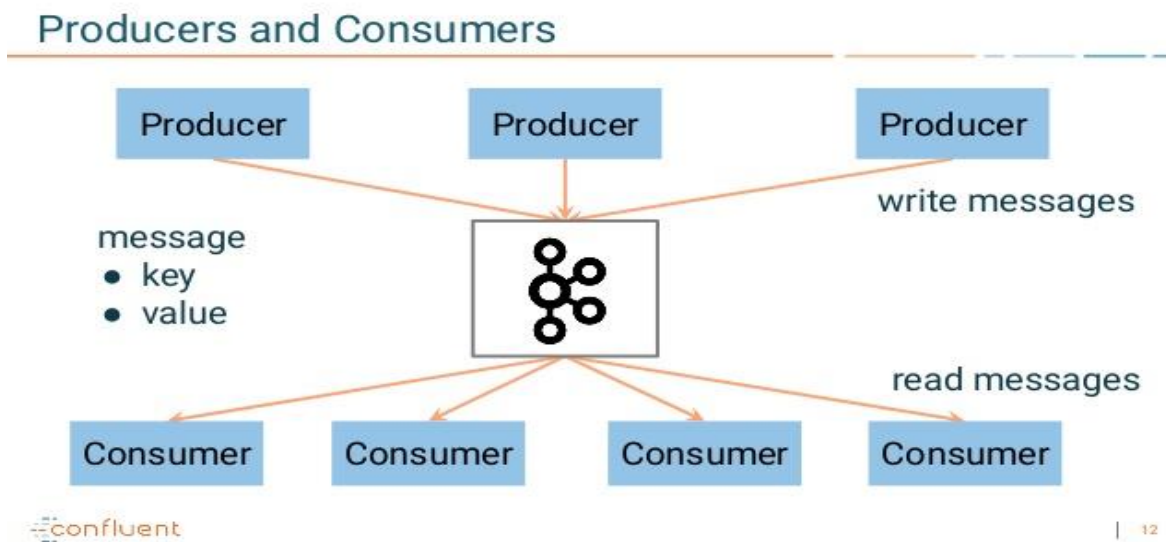 Producers and Consumers
Producer
Producer
Producer
write messages
message
● key
● value
read messages
Consumer
Consumer
Consumer
Consumer
confluent
| 12